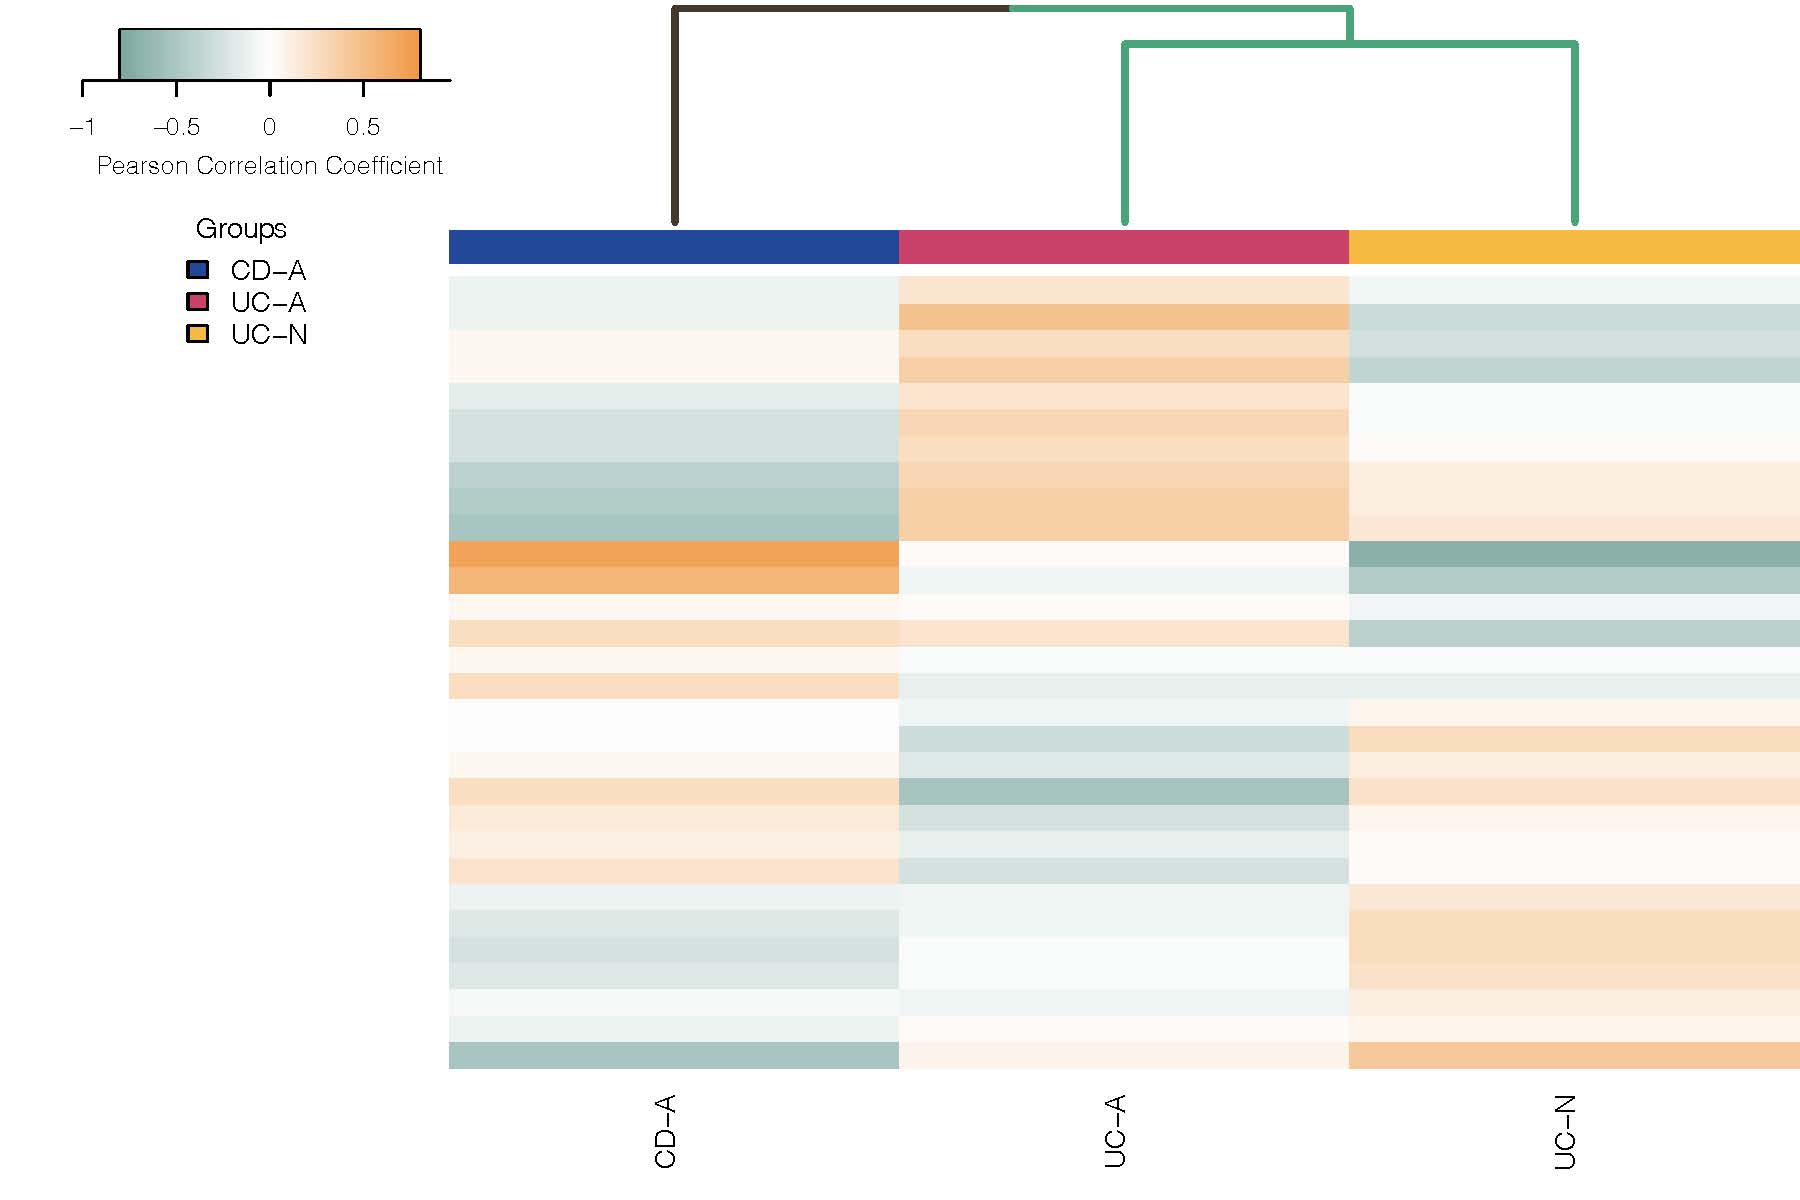 −1 −0.5 0 0.5
Pearson Correlation Coefficient
Groups
CD−A
UC−A
UC−N
CD−A UC−A UC−N